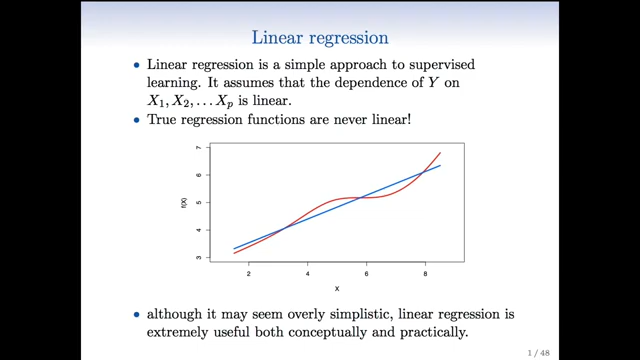 Linear regression
• Linear regression is a simple approach to supervised
learning. It assumes that the dependence of Y on
X₁, X₂, . . . Xₚ is linear.
• True regression functions are never linear!
7
6
5
4
3
f(X)
2 4 6 8
X
• although it may seem overly simplistic, linear regression is
extremely useful both conceptually and practically.
1 / 48